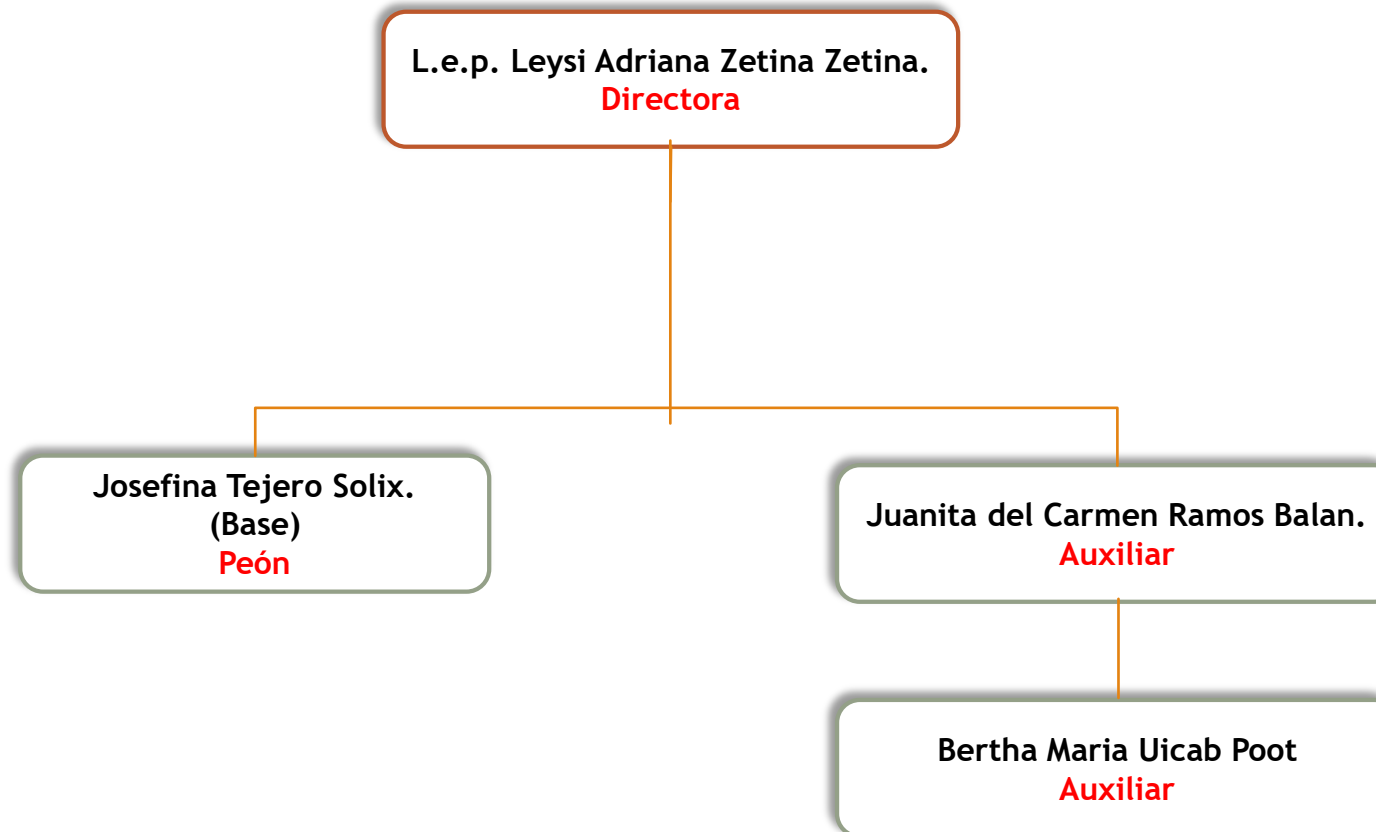 L.e.p. Leysi Adriana Zetina Zetina.
Directora
Josefina Tejero Solix.
(Base)
Peón
Juanita del Carmen Ramos Balan.
Auxiliar
Bertha Maria Uicab Poot
Auxiliar